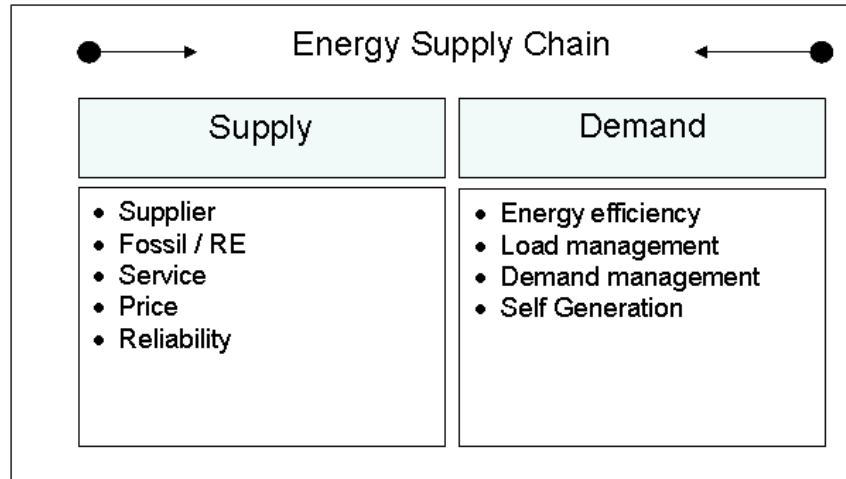 Energy Supply Chain
Supply
Demand
• Supplier
• Fossil / RE
• Service
• Price
• Reliability
• Energy efficiency
• Load management
• Demand management
• Self Generation